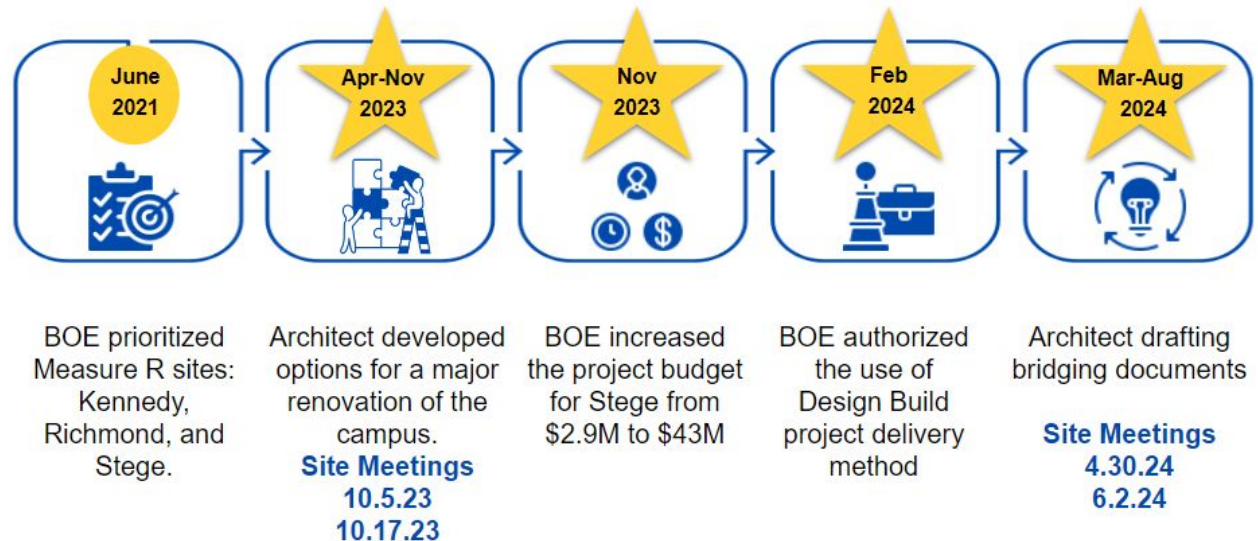 June
2021
Apr-Nov
2023
Nov
2023
Feb
2024
Mar-Aug
2024
BOE prioritized
Measure R sites:
Kennedy,
Richmond, and
Stege.
Architect developed
options for a major
renovation of the
campus.
Site Meetings
10.5.23
10.17.23
BOE increased
the project budget
for Stege from
$2.9M to $43M
BOE authorized
the use of
Design Build
project delivery
method
Architect drafting
bridging documents
Site Meetings
4.30.24
6.2.24